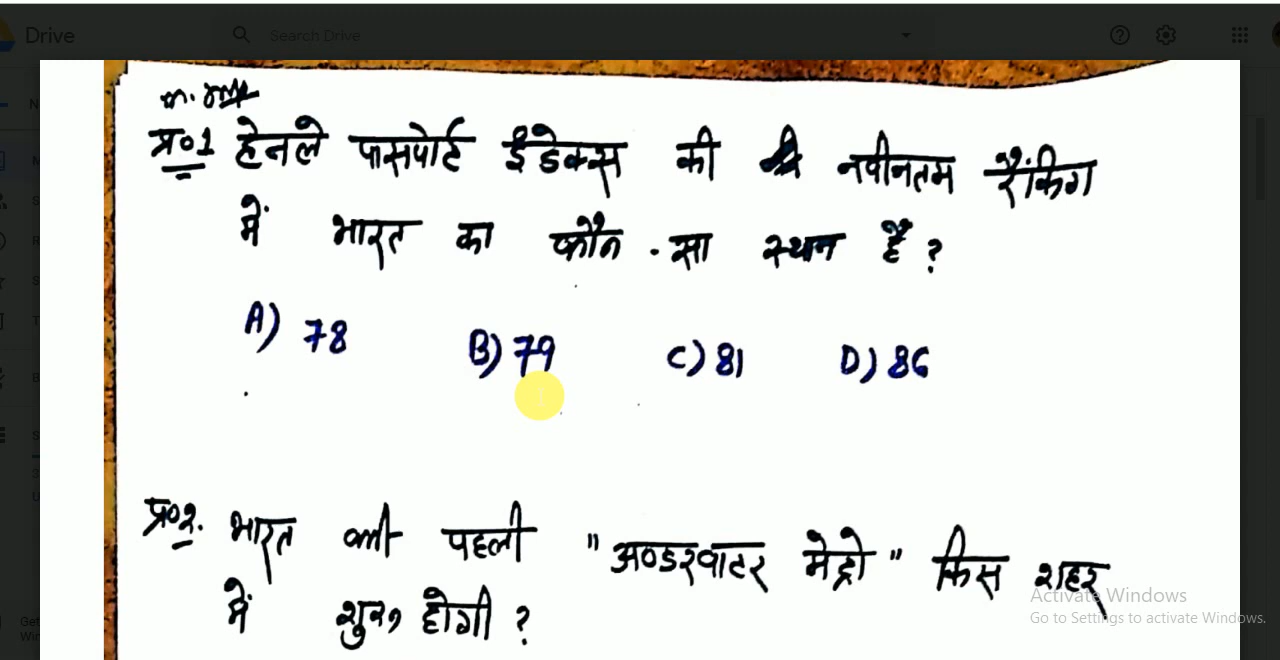 Drive
Search Drive
प्र०1 हेनले पासपोर्ट इंडेक्स की नवीनतम रैंकिंग
में भारत का कौन-सा स्थान है?
A) 78 B) 79 C) 81 D) 86
प्र०2. भारत की पहली "अण्डरवाटर मेट्रो" किस शहर
में शुरू होगी?
Activate Windows
Go to Settings to activate Windows.